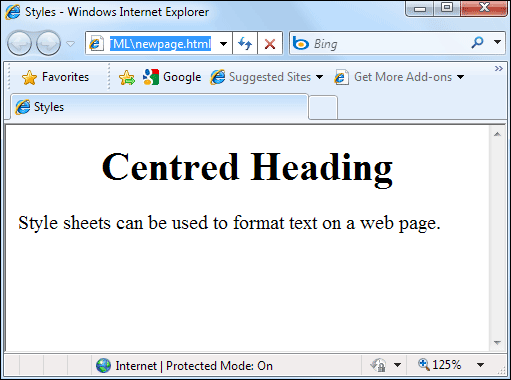 Styles - Windows Internet Explorer
'ML\newpage.html
Bing
Favorites
Google
Suggested Sites
Get More Add-ons
Styles
Centred Heading
Style sheets can be used to format text on a web page.
Internet | Protected Mode: On
125%